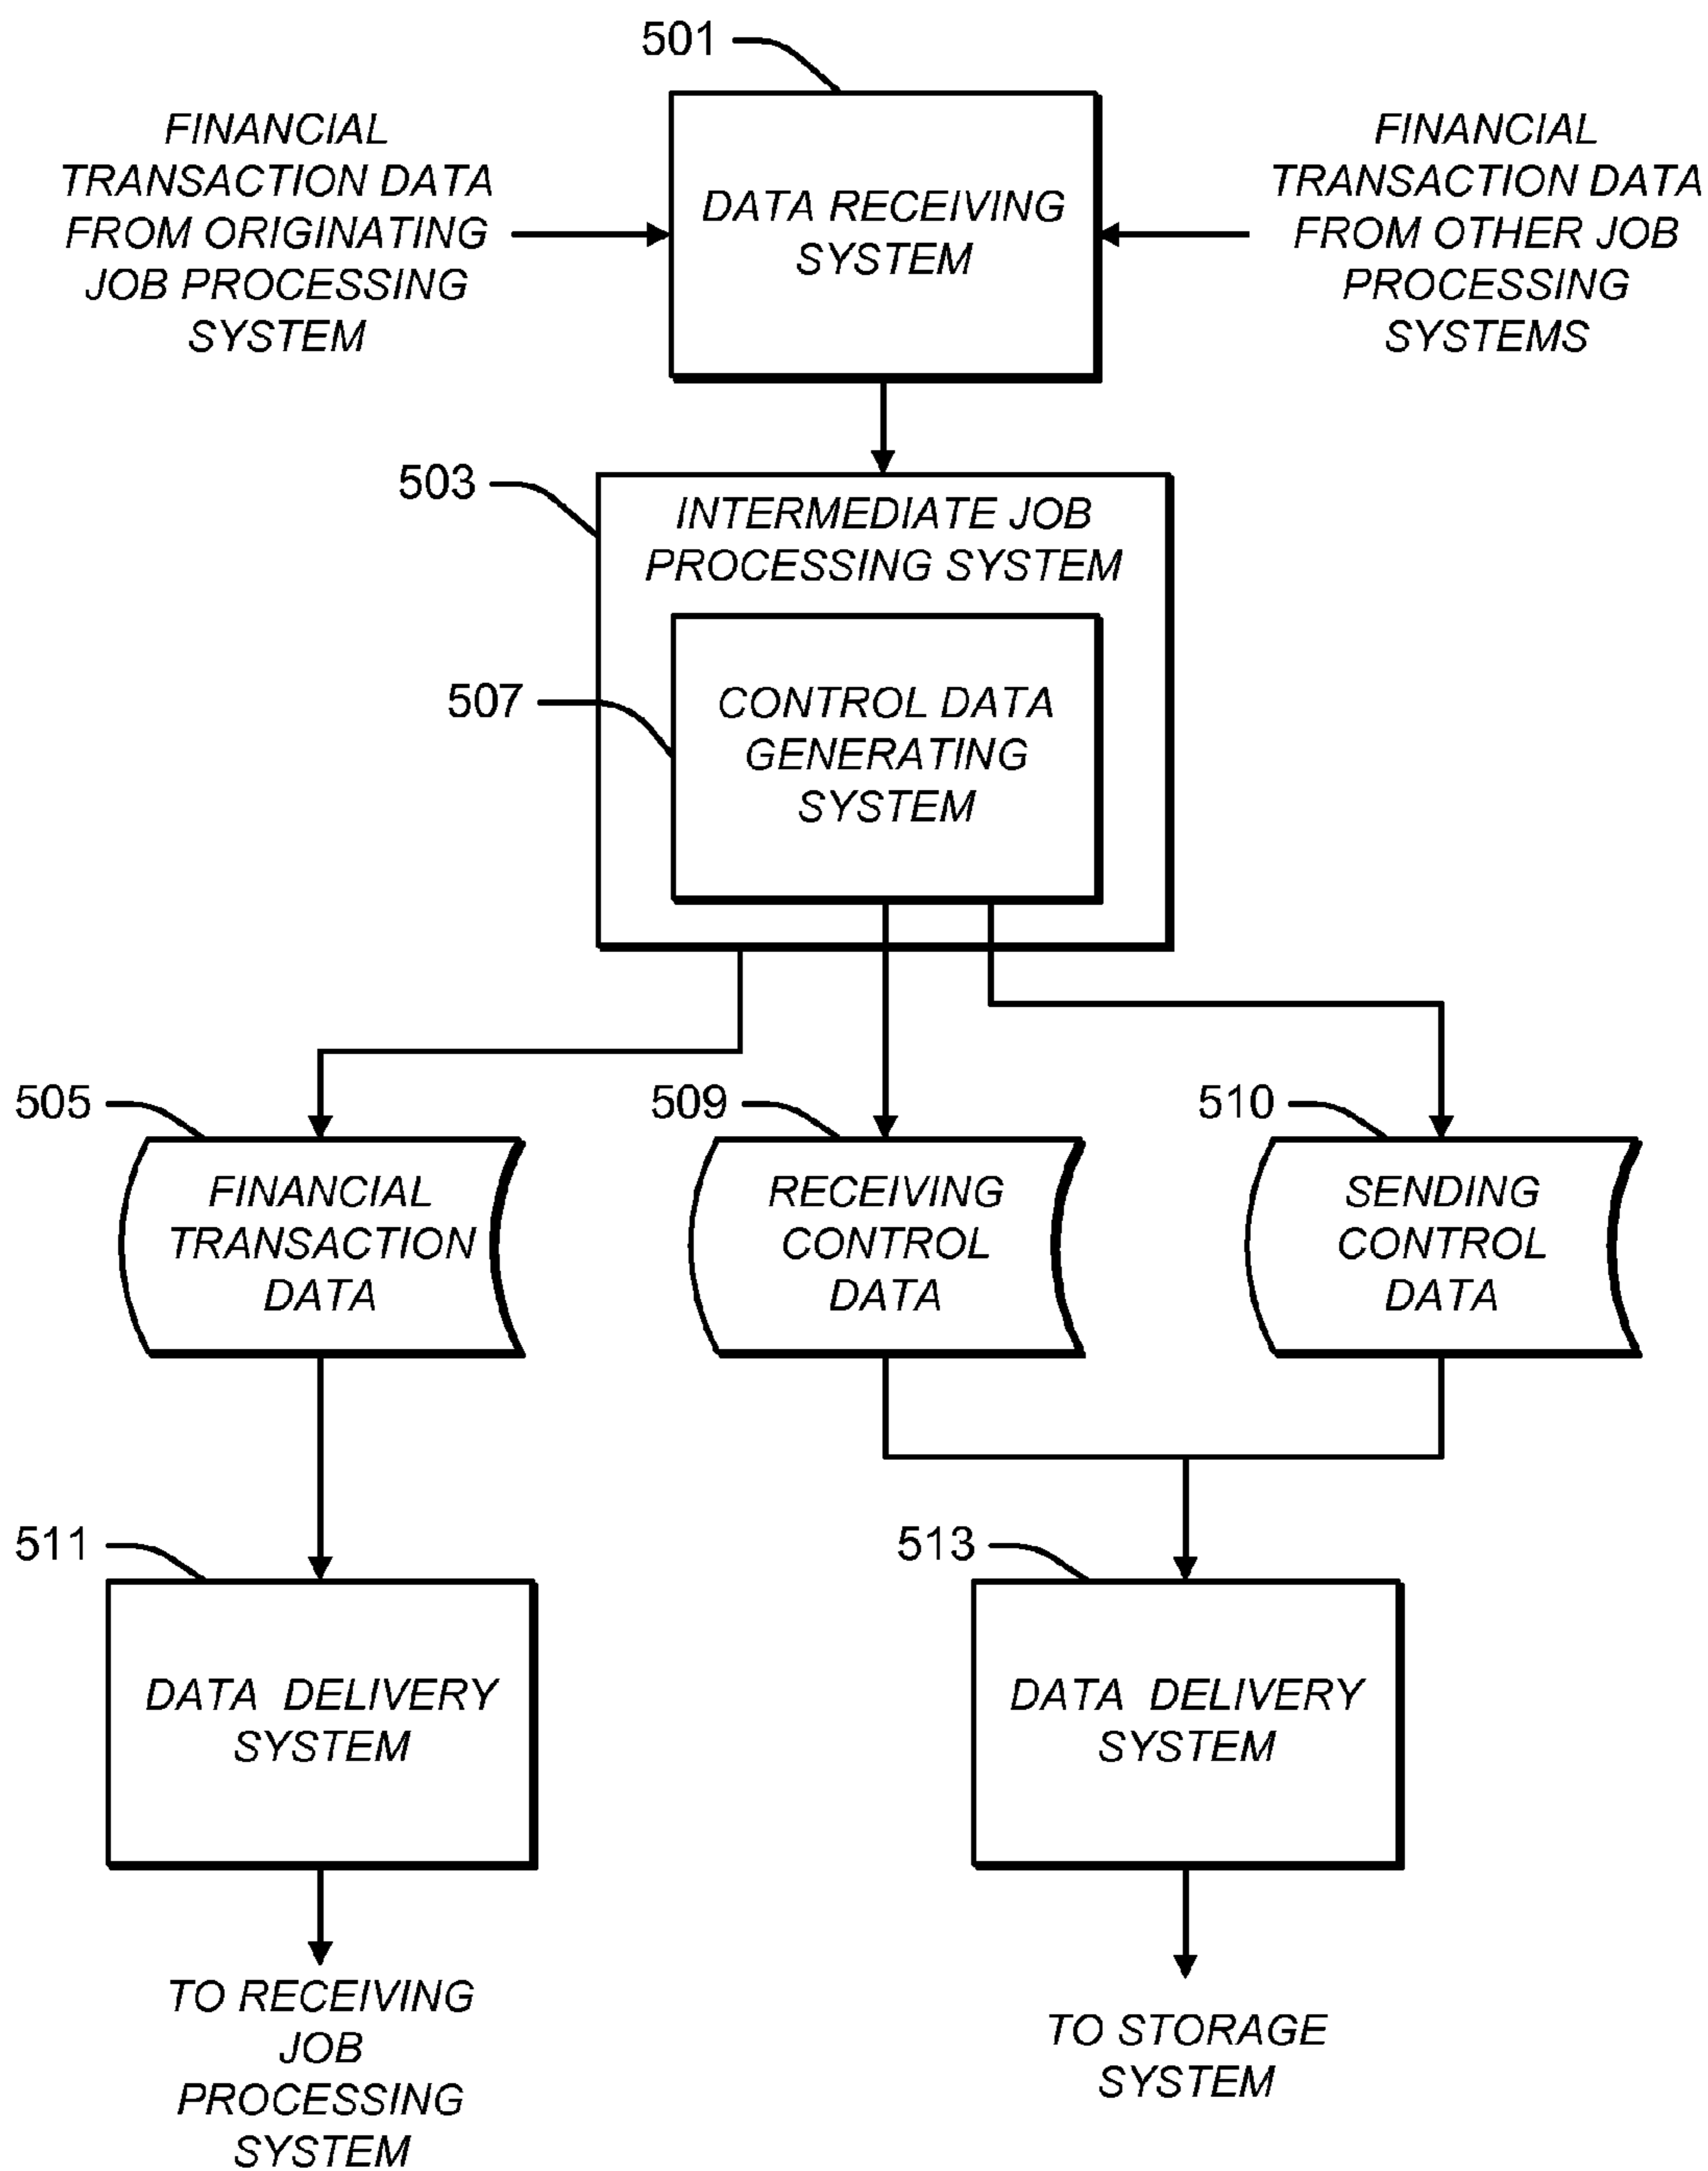 501
FINANCIAL
TRANSACTION DATA
FROM ORIGINATING
JOB PROCESSING
SYSTEM
DATA RECEIVING
SYSTEM
FINANCIAL
TRANSACTION DATA
FROM OTHER JOB
PROCESSING
SYSTEMS
503
INTERMEDIATE JOB
PROCESSING SYSTEM
507
CONTROL DATA
GENERATING
SYSTEM
505
FINANCIAL
TRANSACTION
DATA
509
RECEIVING
CONTROL
DATA
510
SENDING
CONTROL
DATA
511
DATA DELIVERY
SYSTEM
513
DATA DELIVERY
SYSTEM
TO RECEIVING
JOB
PROCESSING
SYSTEM
TO STORAGE
SYSTEM